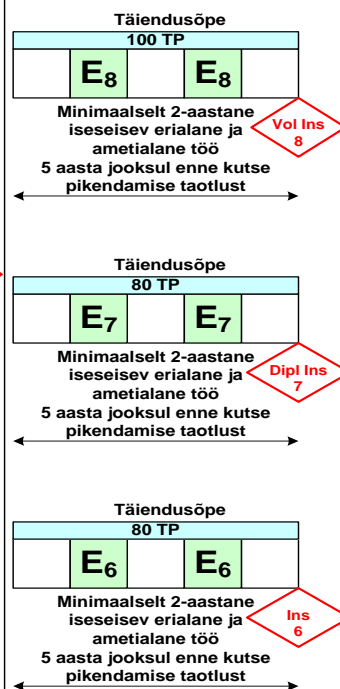 Täiendusõpe
100 TP
E₈ E₈
Minimaalselt 2-aastane
iseseisev erialane ja
ametialane töö
5 aasta jooksul enne kutse
pikendamise taotlust
Vol Ins
8
Täiendusõpe
80 TP
E₇ E₇
Minimaalselt 2-aastane
iseseisev erialane ja
ametialane töö
5 aasta jooksul enne kutse
pikendamise taotlust
Dipl Ins
7
Täiendusõpe
80 TP
E₆ E₆
Minimaalselt 2-aastane
iseseisev erialane ja
ametialane töö
5 aasta jooksul enne kutse
pikendamise taotlust
Ins
6